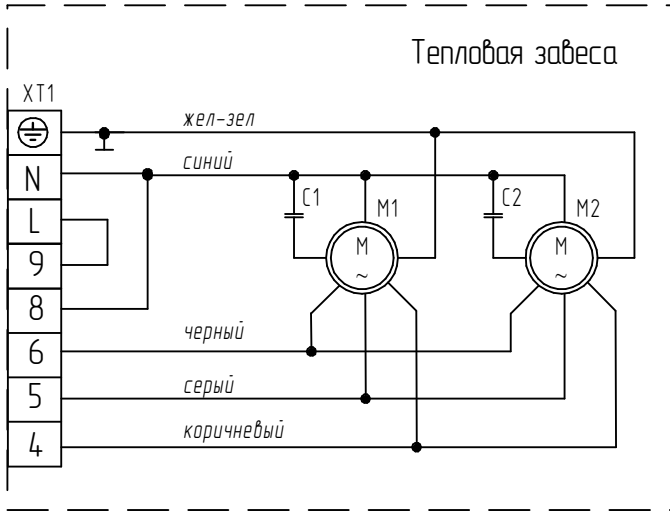 Тепловая завеса
XT1
жел-зел
N
синий
L
C1
M1
C2
M2
9
M
~
M
~
8
6
черный
5
серый
4
коричневый